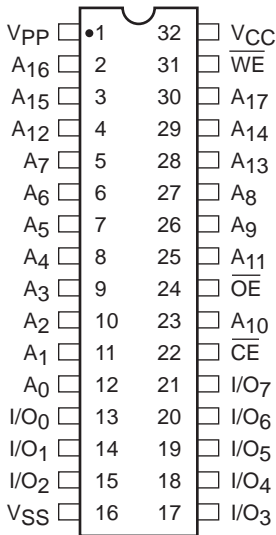 VPP 1 32 VCC
A16 2 31 WE
A15 3 30 A17
A12 4 29 A14
A7 5 28 A13
A6 6 27 A8
A5 7 26 A9
A4 8 25 A11
A3 9 24 OE
A2 10 23 A10
A1 11 22 CE
A0 12 21 I/O7
I/O0 13 20 I/O6
I/O1 14 19 I/O5
I/O2 15 18 I/O4
VSS 16 17 I/O3